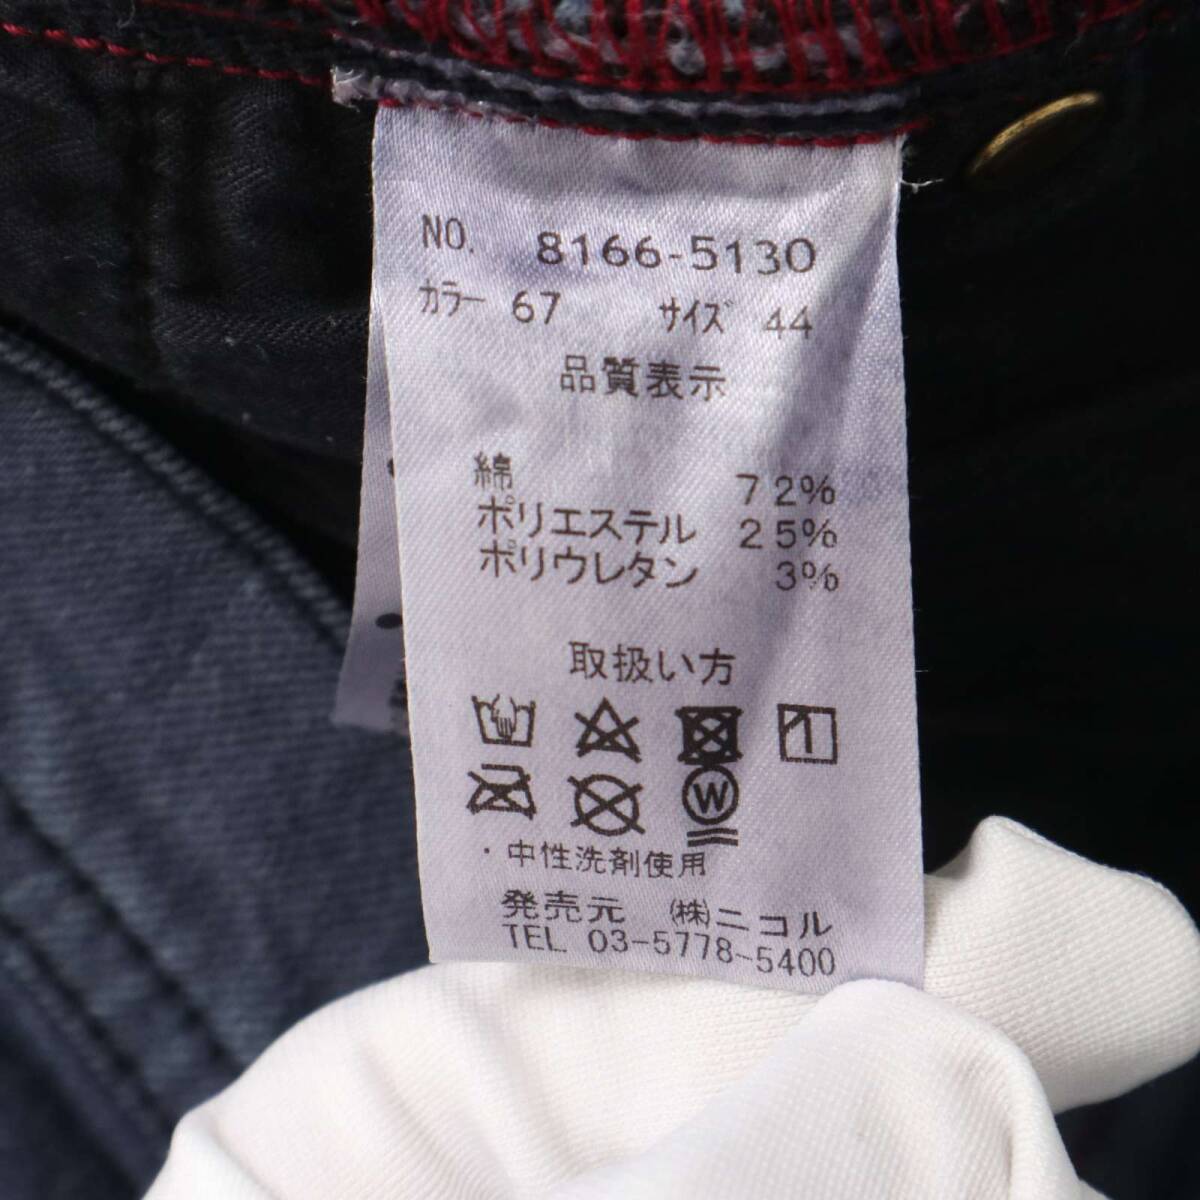 NO. 8166-5130
カラー 67 サイズ 44
品質表示
綿 72%
ポリエステル 25%
ポリウレタン 3%
取扱い方
W
・中性洗剤使用
発売元 ㈱ニコル
TEL 03-5778-5400